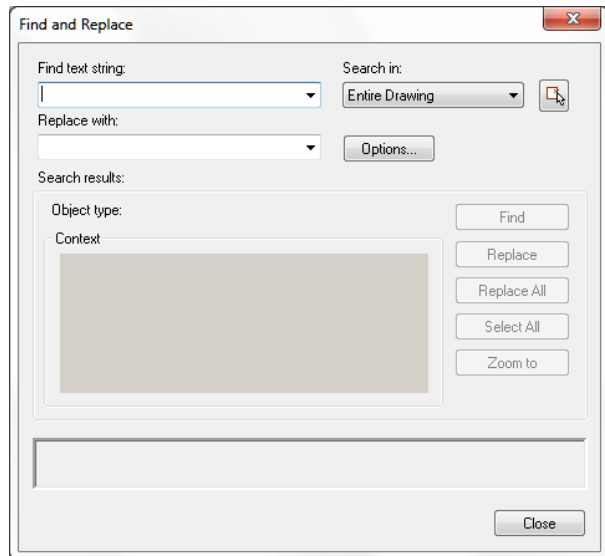 Find and Replace
Find text string:
Search in:
Entire Drawing
Replace with:
Options...
Search results:
Object type:
Context
Find
Replace
Replace All
Select All
Zoom to
Close